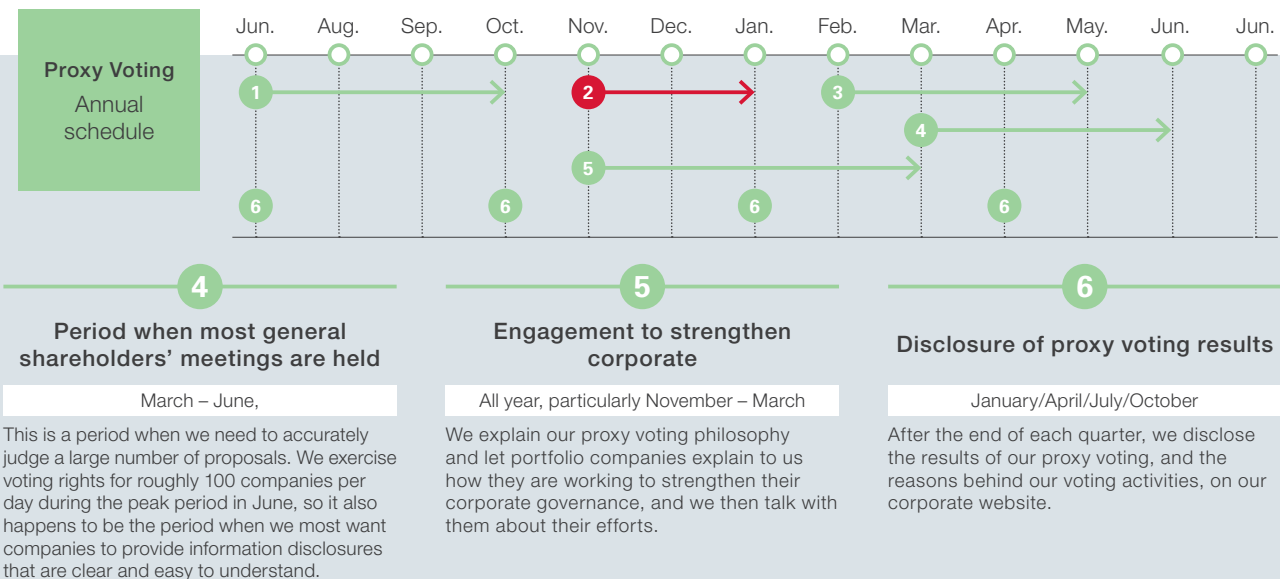 Proxy Voting
Annual
schedule
Jun. Aug. Sep. Oct. Nov. Dec. Jan. Feb. Mar. Apr. May. Jun. Jun.
1 2 3
4
5
6 6 6 6
4
Period when most general
shareholders’ meetings are held
March – June,
This is a period when we need to accurately
judge a large number of proposals. We exercise
voting rights for roughly 100 companies per
day during the peak period in June, so it also
happens to be the period when we most want
companies to provide information disclosures
that are clear and easy to understand.
5
Engagement to strengthen
corporate
All year, particularly November – March
We explain our proxy voting philosophy
and let portfolio companies explain to us
how they are working to strengthen their
corporate governance, and we then talk with
them about their efforts.
6
Disclosure of proxy voting results
January/April/July/October
After the end of each quarter, we disclose
the results of our proxy voting, and the
reasons behind our voting activities, on our
corporate website.